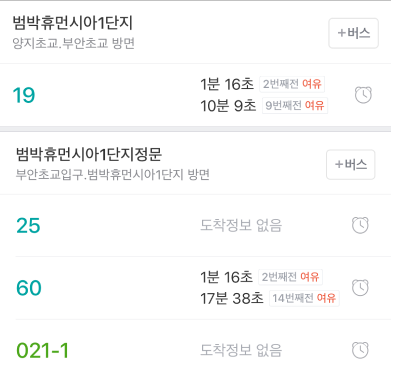 범박휴먼시아1단지
양지초교.부안초교 방면
+버스
19
1분 16초 2번째전 여유
10분 9초 9번째전 여유
범박휴먼시아1단지정문
부안초교입구.범박휴먼시아1단지 방면
+버스
25
도착정보 없음
60
1분 16초 2번째전 여유
17분 38초 14번째전 여유
021-1
도착정보 없음